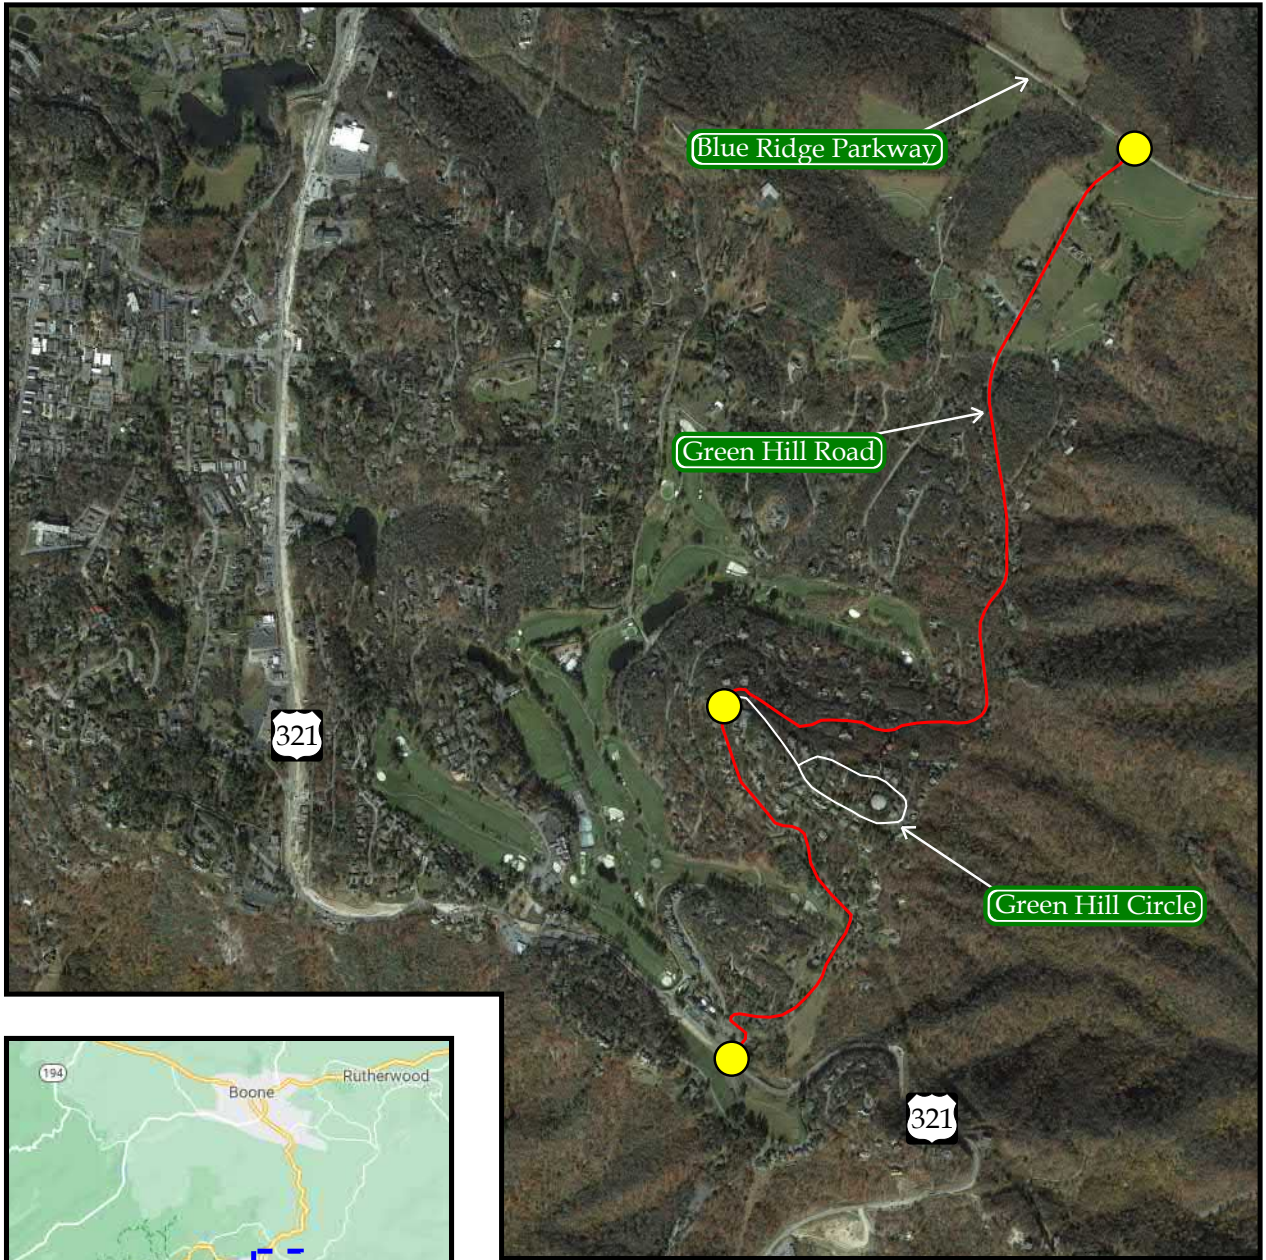 Blue Ridge Parkway
Green Hill Road
321
Green Hill Circle
321
194
Boone
Rutherwood